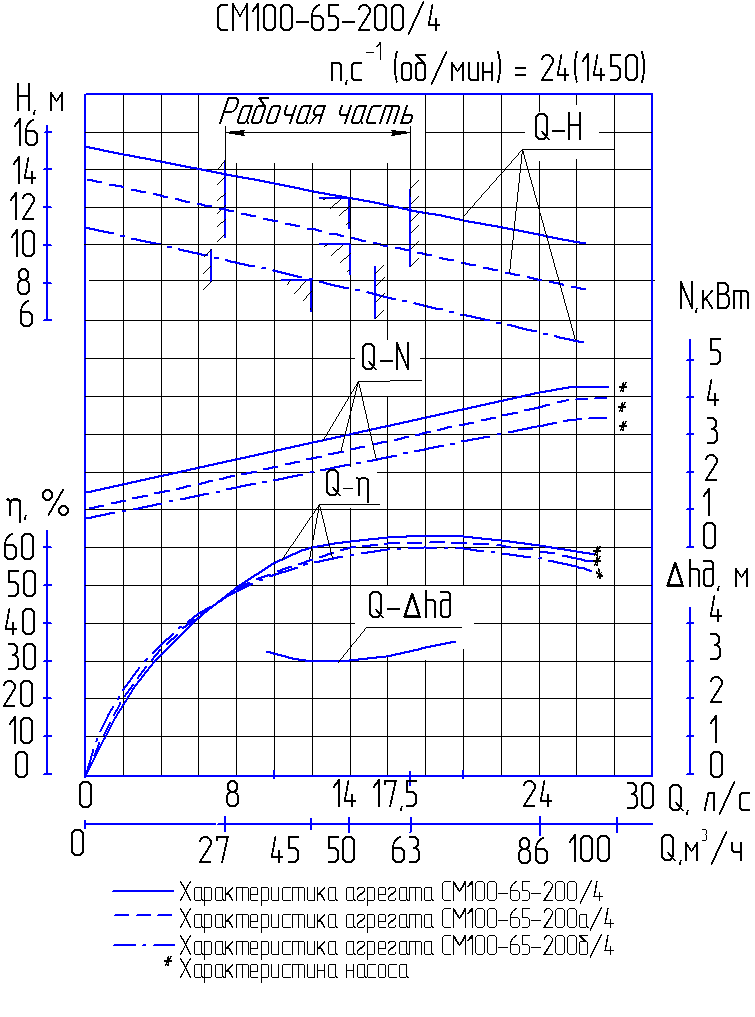 СМ100-65-200/4
n,с⁻¹ (об/мин) = 24(1450)
H, м
Рабочая часть
Q-H
16
14
12
10
8
6
N,кВт
5
4
3
2
1
0
Q-N
η, %
Q-η
60
50
40
30
20
10
0
Δhд, м
4
3
2
1
0
Q-Δhд
0 8 14 17,5 24 30 Q, л/с
0 27 45 50 63 86 100 Q,м³/ч
Характеристика агрегата СМ100-65-200/4
Характеристика агрегата СМ100-65-200а/4
Характеристика агрегата СМ100-65-200б/4
* Характеристина насоса